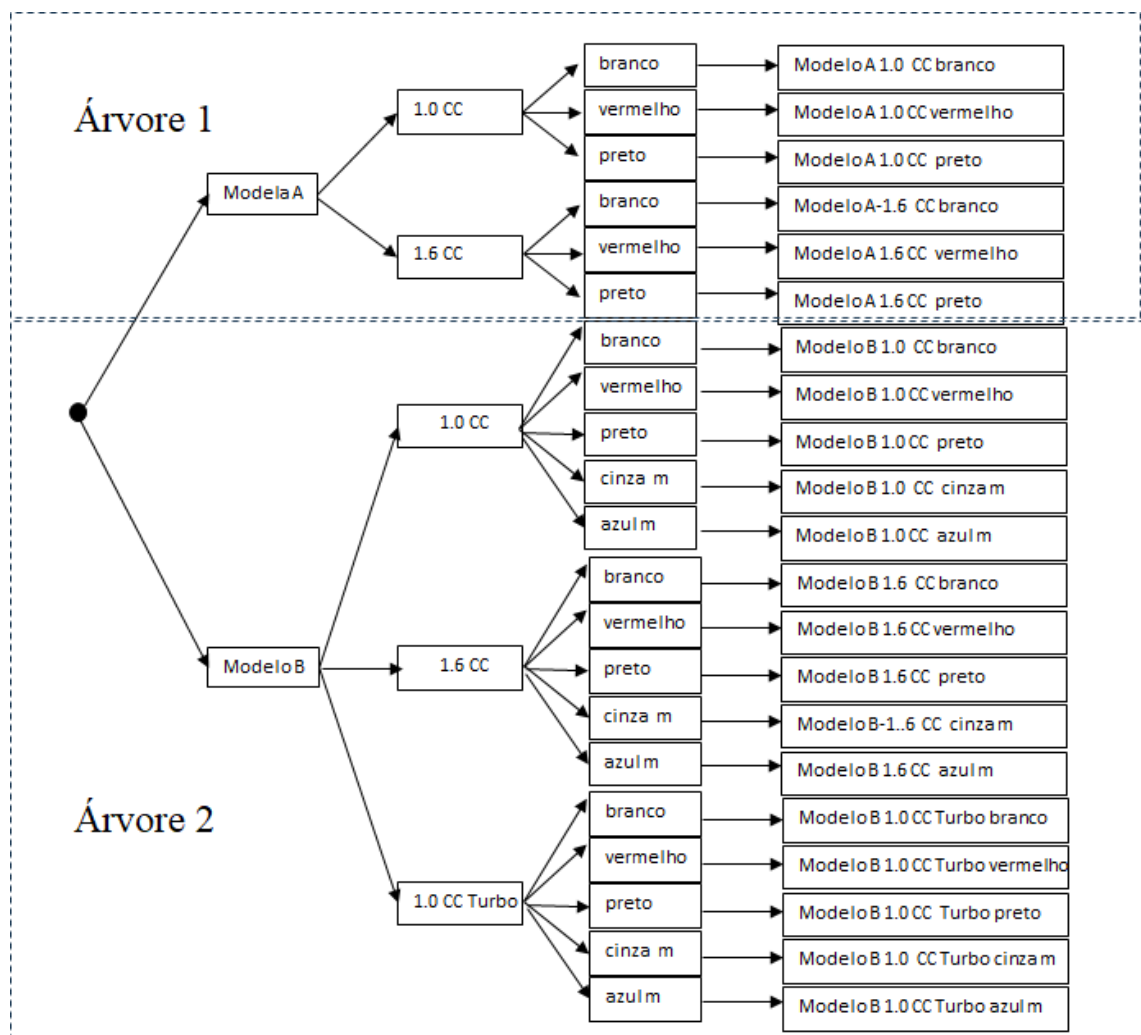 Árvore 1
Modela A
1.0 CC
branco
Modelo A 1.0 CC branco
vermelho
Modelo A 1.0 CC vermelho
preto
Modelo A 1.0 CC preto
1.6 CC
branco
Modelo A-1.6 CC branco
vermelho
Modelo A 1.6 CC vermelho
preto
Modelo A 1.6 CC preto
Árvore 2
Modelo B
1.0 CC
branco
Modelo B 1.0 CC branco
vermelho
Modelo B 1.0 CC vermelho
preto
Modelo B 1.0 CC preto
cinza m
Modelo B 1.0 CC cinza m
azul m
Modelo B 1.0 CC azul m
1.6 CC
branco
Modelo B 1.6 CC branco
vermelho
Modelo B 1.6 CC vermelho
preto
Modelo B 1.6 CC preto
cinza m
Modelo B-1..6 CC cinza m
azul m
Modelo B 1.6 CC azul m
1.0 CC Turbo
branco
Modelo B 1.0 CC Turbo branco
vermelho
Modelo B 1.0 CC Turbo vermelho
preto
Modelo B 1.0 CC Turbo preto
cinza m
Modelo B 1.0 CC Turbo cinza m
azul m
Modelo B 1.0 CC Turbo azul m